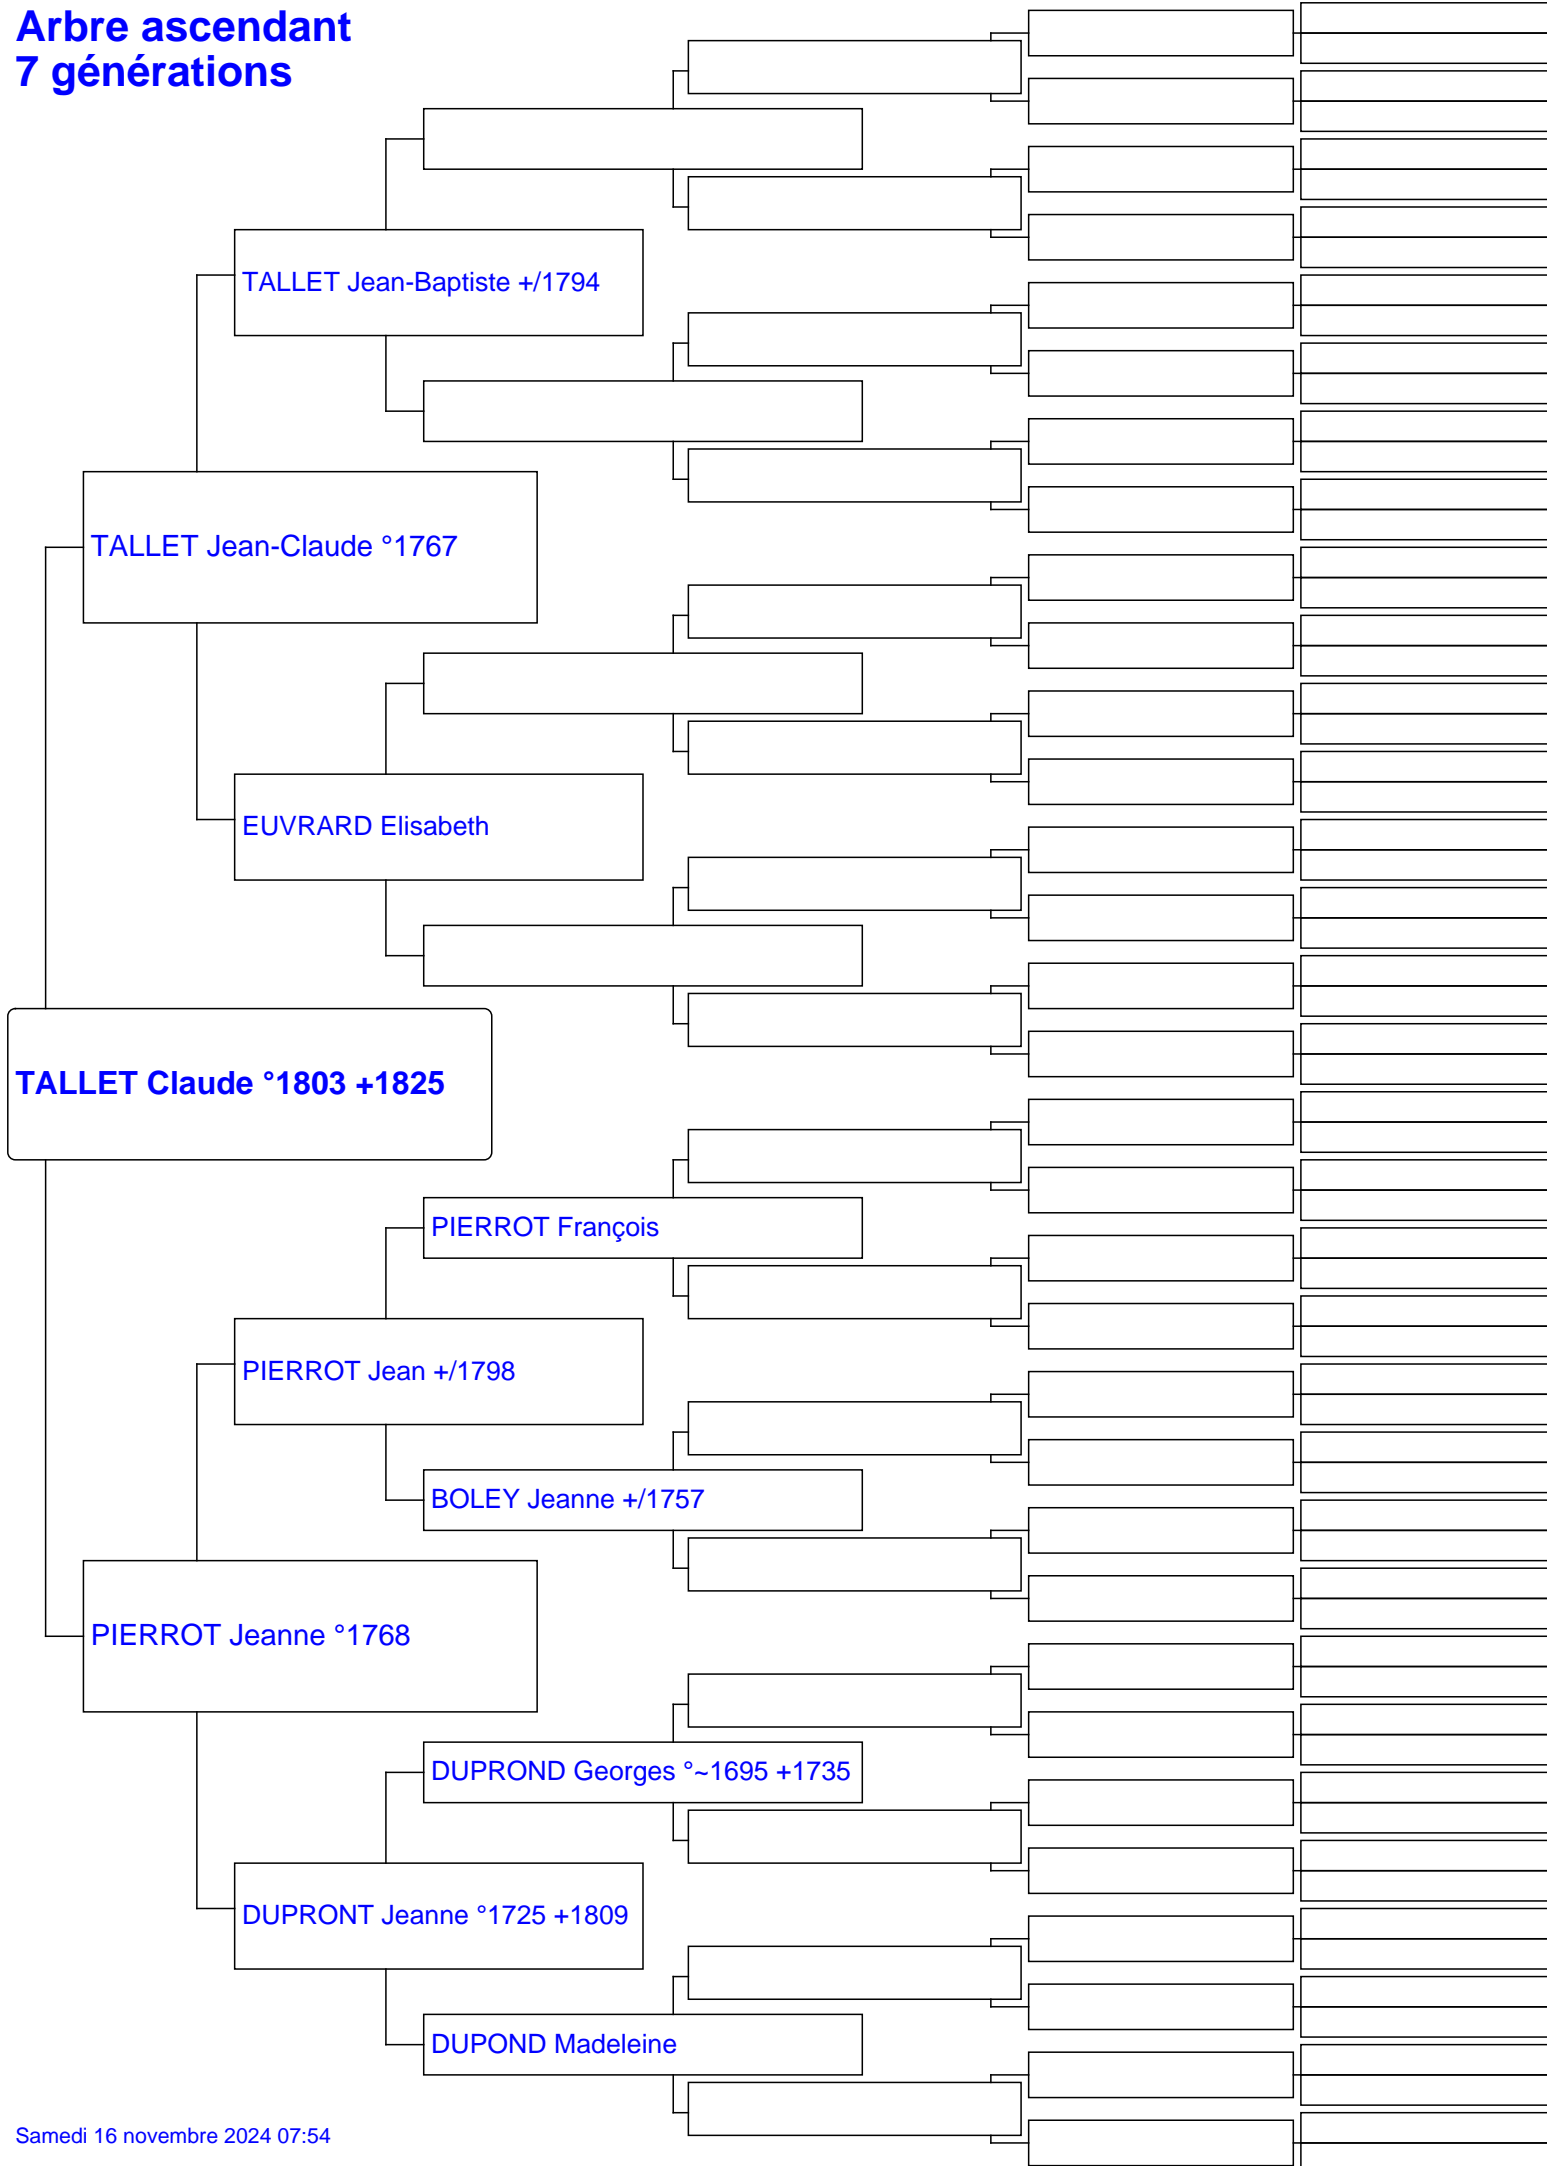 Arbre ascendant
7 générations
TALLET Jean-Baptiste +/1794
TALLET Jean-Claude °1767
EUVRARD Elisabeth
TALLET Claude °1803 +1825
PIERROT François
PIERROT Jean +/1798
BOLEY Jeanne +/1757
PIERROT Jeanne °1768
DUPROND Georges °~1695 +1735
DUPRONT Jeanne °1725 +1809
DUPOND Madeleine
Samedi 16 novembre 2024 07:54